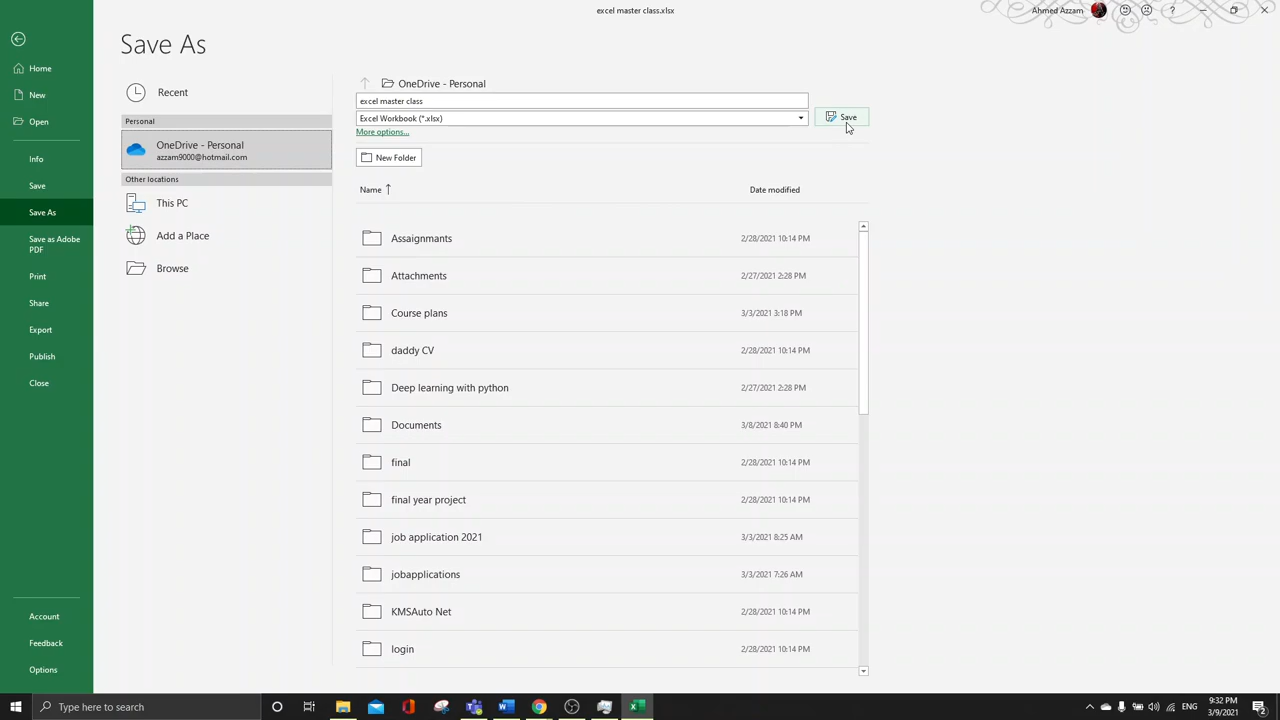 excel master class.xlsx
Ahmed Azzam
?
Save As
Home
New
Open
Info
Save
Save As
Save as Adobe
PDF
Print
Share
Export
Publish
Close
Account
Feedback
Options
Recent
Personal
OneDrive - Personal
azzam9000@hotmail.com
Other locations
This PC
Add a Place
Browse
OneDrive - Personal
excel master class
Excel Workbook (*.xlsx)
Save
More options...
New Folder
Name
Date modified
Assaignmants 2/28/2021 10:14 PM
Attachments 2/27/2021 2:28 PM
Course plans 3/3/2021 3:18 PM
daddy CV 2/28/2021 10:14 PM
Deep learning with python 2/27/2021 2:28 PM
Documents 3/8/2021 8:40 PM
final 2/28/2021 10:14 PM
final year project 2/28/2021 10:14 PM
job application 2021 3/3/2021 8:25 AM
jobapplications 3/3/2021 7:26 AM
KMSAuto Net 2/28/2021 10:14 PM
login 2/28/2021 10:14 PM
Type here to search
ENG
9:32 PM
3/9/2021